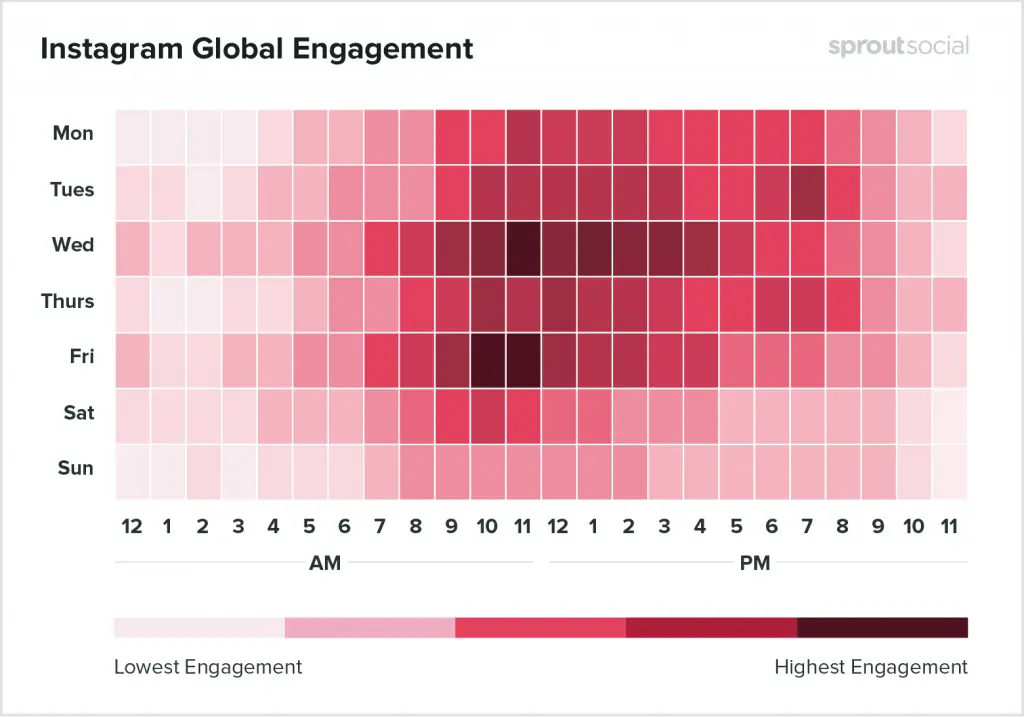 Instagram Global Engagement
sproutsocial
Mon
Tues
Wed
Thurs
Fri
Sat
Sun
12 1 2 3 4 5 6 7 8 9 10 11 12 1 2 3 4 5 6 7 8 9 10 11
AM PM
Lowest Engagement Highest Engagement